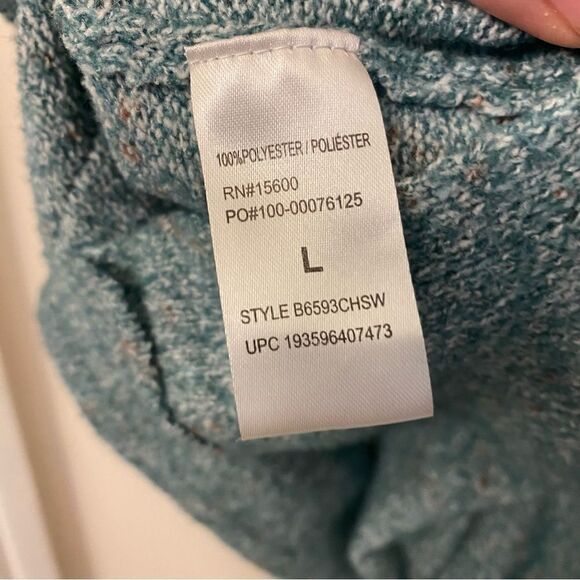 100%POLYESTER / POLIÉSTER
RN#15600
PO#100-00076125
L
STYLE B6593CHSW
UPC 193596407473